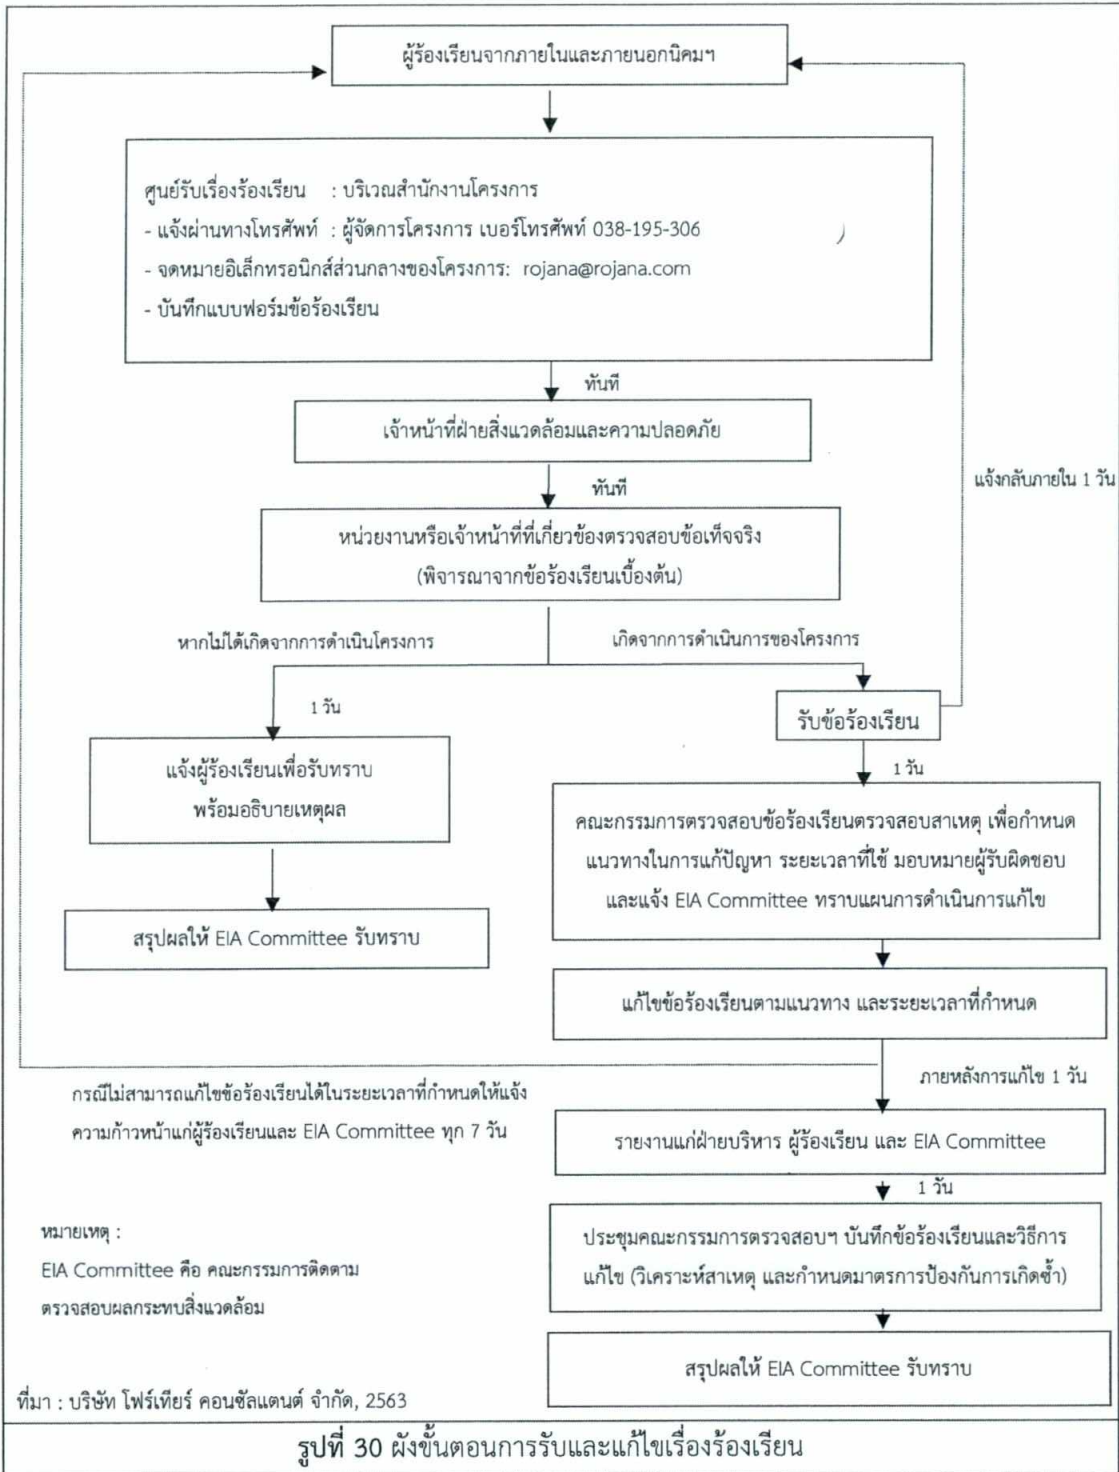 ผู้ร้องเรียนจากภายในและภายนอกนิคมฯ
ศูนย์รับเรื่องร้องเรียน : บริเวณสำนักงานโครงการ
- แจ้งผ่านทางโทรศัพท์ : ผู้จัดการโครงการ เบอร์โทรศัพท์ 038-195-306
- จดหมายอิเล็กทรอนิกส์ส่วนกลางของโครงการ: rojana@rojana.com
- บันทึกแบบฟอร์มข้อร้องเรียน
ทันที
เจ้าหน้าที่ฝ่ายสิ่งแวดล้อมและความปลอดภัย
แจ้งกลับภายใน 1 วัน
ทันที
หน่วยงานหรือเจ้าหน้าที่ที่เกี่ยวข้องตรวจสอบข้อเท็จจริง
(พิจารณาจากข้อร้องเรียนเบื้องต้น)
หากไม่ได้เกิดจากการดำเนินโครงการ
เกิดจากการดำเนินการของโครงการ
1 วัน
รับข้อร้องเรียน
แจ้งผู้ร้องเรียนเพื่อรับทราบ
พร้อมอธิบายเหตุผล
1 วัน
คณะกรรมการตรวจสอบข้อร้องเรียนตรวจสอบสาเหตุ เพื่อกำหนด
แนวทางในการแก้ปัญหา ระยะเวลาที่ใช้ มอบหมายผู้รับผิดชอบ
และแจ้ง EIA Committee ทราบแผนการดำเนินการแก้ไข
สรุปผลให้ EIA Committee รับทราบ
แก้ไขข้อร้องเรียนตามแนวทาง และระยะเวลาที่กำหนด
ภายหลังการแก้ไข 1 วัน
กรณีไม่สามารถแก้ไขข้อร้องเรียนได้ในระยะเวลาที่กำหนดให้แจ้ง
ความก้าวหน้าแก่ผู้ร้องเรียนและ EIA Committee ทุก 7 วัน
รายงานแก่ฝ่ายบริหาร ผู้ร้องเรียน และ EIA Committee
1 วัน
ประชุมคณะกรรมการตรวจสอบฯ บันทึกข้อร้องเรียนและวิธีการ
แก้ไข (วิเคราะห์สาเหตุ และกำหนดมาตรการป้องกันการเกิดซ้ำ)
หมายเหตุ :
EIA Committee คือ คณะกรรมการติดตาม
ตรวจสอบผลกระทบสิ่งแวดล้อม
สรุปผลให้ EIA Committee รับทราบ
ที่มา : บริษัท โฟร์เทียร์ คอนซัลแตนต์ จำกัด, 2563
รูปที่ 30 ผังขั้นตอนการรับและแก้ไขเรื่องร้องเรียน